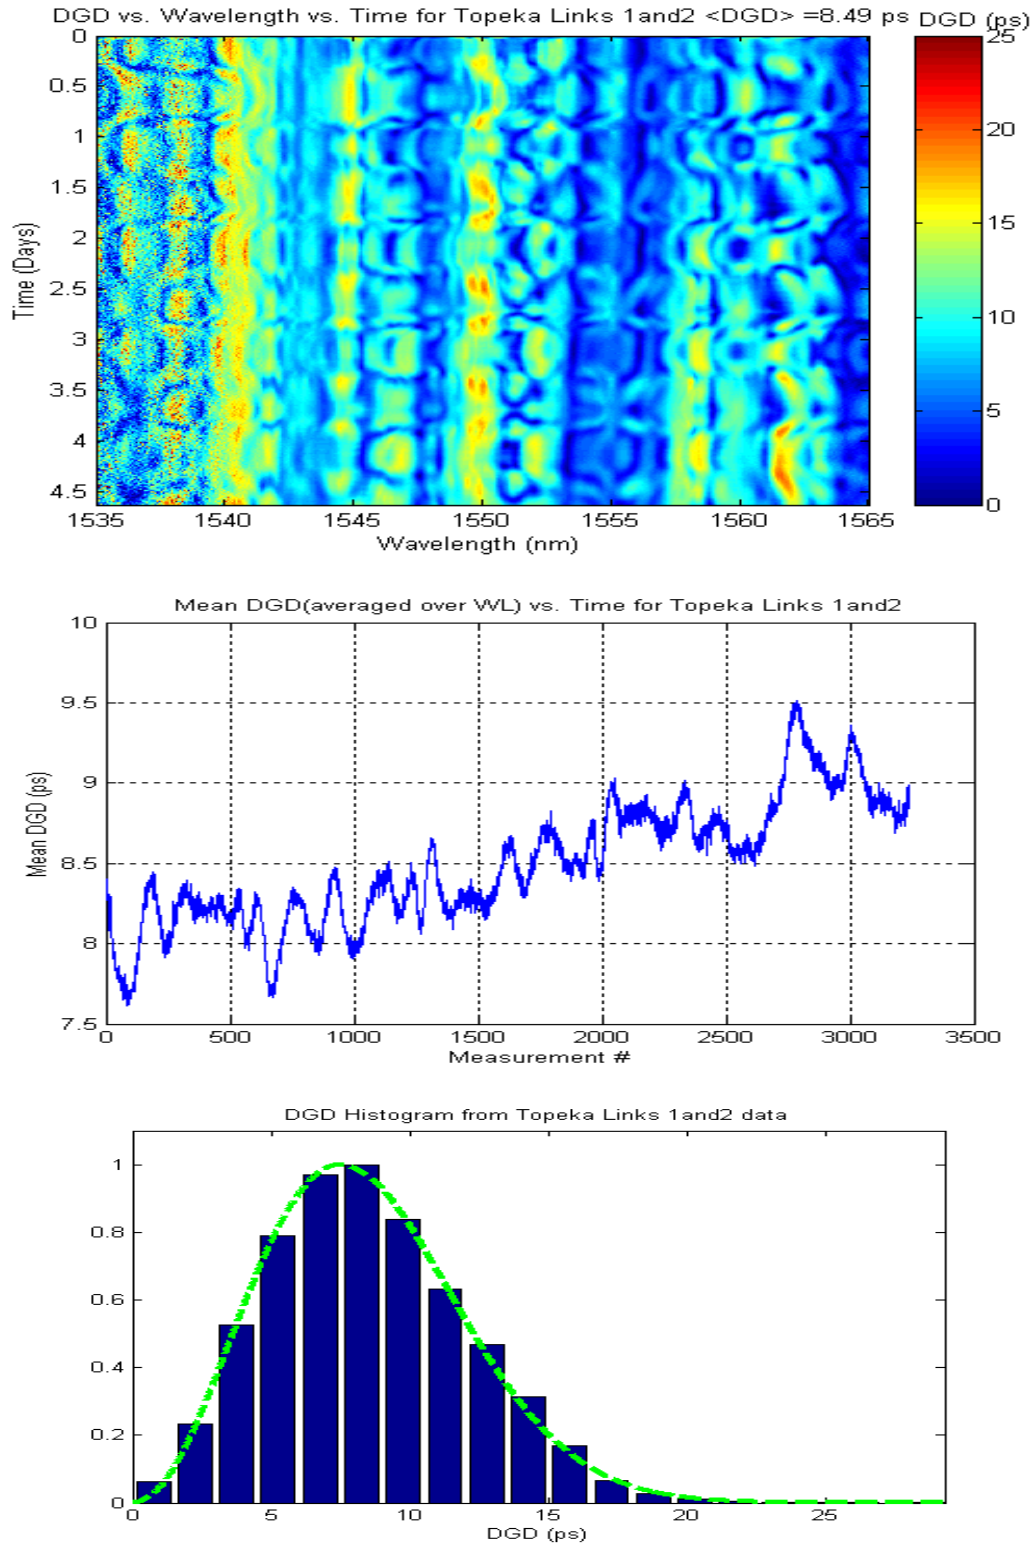 DGD vs. Wavelength vs. Time for Topeka Links 1and2 <DGD> =8.49 ps
DGD (ps)
0
0.5
1
1.5
2
2.5
3
3.5
4
4.5
Time (Days)
1535 1540 1545 1550 1555 1560 1565
Wavelength (nm)
25
20
15
10
5
0
Mean DGD(averaged over WL) vs. Time for Topeka Links 1and2
10
9.5
9
8.5
8
7.5
Mean DGD (ps)
0 500 1000 1500 2000 2500 3000 3500
Measurement #
DGD Histogram from Topeka Links 1and2 data
1
0.8
0.6
0.4
0.2
0
0 5 10 15 20 25
DGD (ps)